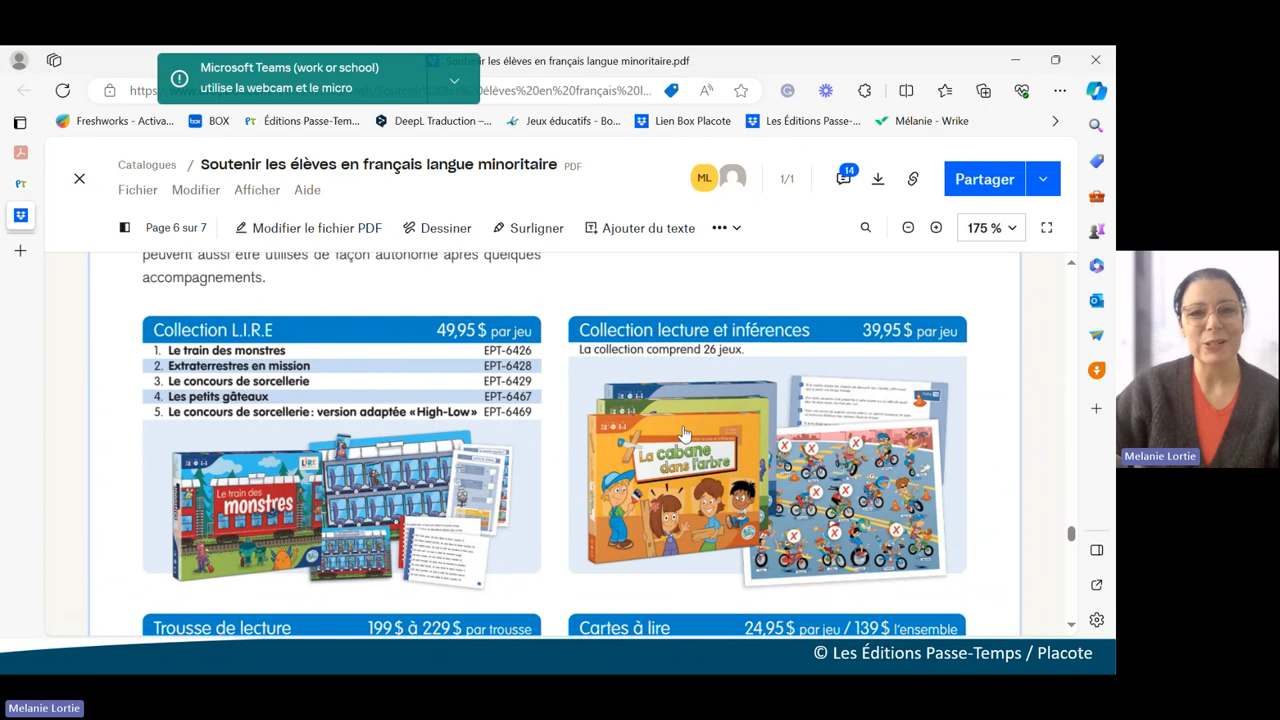 Microsoft Teams (work or school)
utilise la webcam et le micro
Soutenir les élèves en français langue minoritaire.pdf
Freshworks - Activa...
BOX
Éditions Passe-Tem...
DeepL Traduction –...
Jeux éducatifs - Bo...
Lien Box Placote
Les Éditions Passe-...
Mélanie - Wrike
Catalogues / Soutenir les élèves en français langue minoritaire PDF
ML
1/1
14
Partager
Fichier Modifier Afficher Aide
Page 6 sur 7
Modifier le fichier PDF
Dessiner
Surligner
Ajouter du texte
175 %
peuvent aussi être utilisés de façon autonome après quelques
accompagnements.
Collection L.I.R.E 49,95 $ par jeu
1. Le train des monstres EPT-6426
2. Extraterrestres en mission EPT-6428
3. Le concours de sorcellerie EPT-6429
4. Les petits gâteaux EPT-6467
5. Le concours de sorcellerie : version adaptée « High-Low » EPT-6469
Le train des
monstres
Collection lecture et inférences 39,95 $ par jeu
La collection comprend 26 jeux.
La cabane
dans l'arbre
Trousse de lecture 199 $ à 229 $ par trousse
Cartes à lire 24,95 $ par jeu / 139 $ l'ensemble
© Les Éditions Passe-Temps / Placote
Melanie Lortie
Melanie Lortie